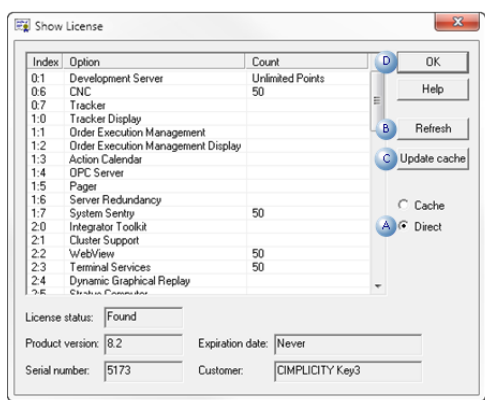 Show License
Index Option Count
0:1 Development Server Unlimited Points
0:6 CNC 50
0:7 Tracker
1:0 Tracker Display
1:1 Order Execution Management
1:2 Order Execution Management Display
1:3 Action Calendar
1:4 OPC Server
1:5 Pager
1:6 Server Redundancy
1:7 System Sentry 50
2:0 Integrator Toolkit
2:1 Cluster Support
2:2 WebView 50
2:3 Terminal Services 50
2:4 Dynamic Graphical Replay
2:5 Stratus Computer
D OK
Help
B Refresh
C Update cache
Cache
A Direct
License status: Found
Product version: 8.2 Expiration date: Never
Serial number: 5173 Customer: CIMPLICITY Key3